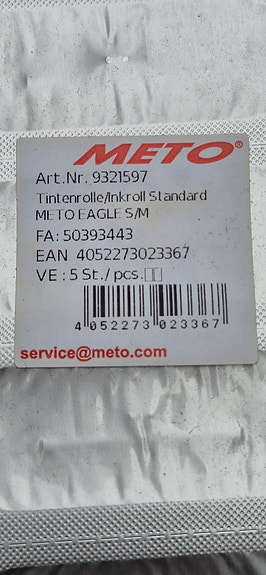 METO®
Art.Nr. 9321597
Tintenrolle/Inkroll Standard
METO EAGLE S/M
FA: 50393443
EAN 4052273023367
VE : 5 St./ pcs.□□
4 052273 023367
service@meto.com